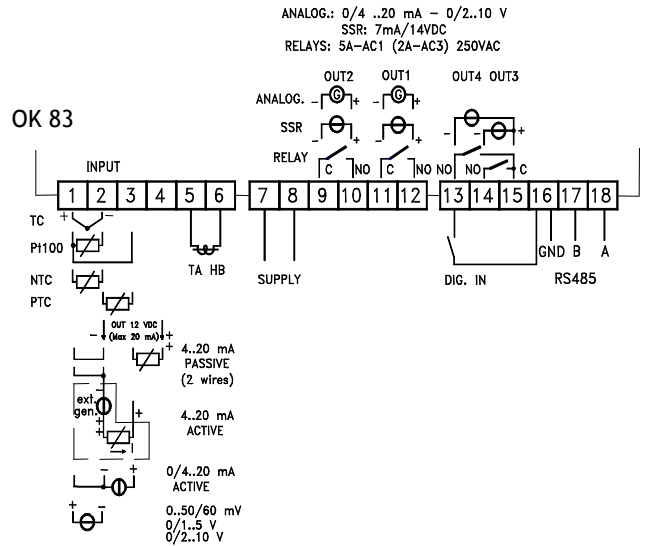 ANALOG.: 0/4 ..20 mA – 0/2..10 V
SSR: 7mA/14VDC
RELAYS: 5A-AC1 (2A-AC3) 250VAC
OUT2 OUT1 OUT4 OUT3
ANALOG. – G + – G +
OK 83
SSR – + – + – – +
RELAY
INPUT
C NO C NO NO NO C
1 2 3 4 5 6 7 8 9 10 11 12 13 14 15 16 17 18
TC + –
Pt100
GND B A
TA HB
SUPPLY
DIG. IN
RS485
NTC
PTC
OUT 12 VDC
– (Max 20 mA) +
+
4..20 mA
PASSIVE
(2 wires)
–
ext.
gen.
+
+
+
4..20 mA
ACTIVE
I
– +
0/4..20 mA
ACTIVE
+ –
0..50/60 mV
0/1..5 V
0/2..10 V